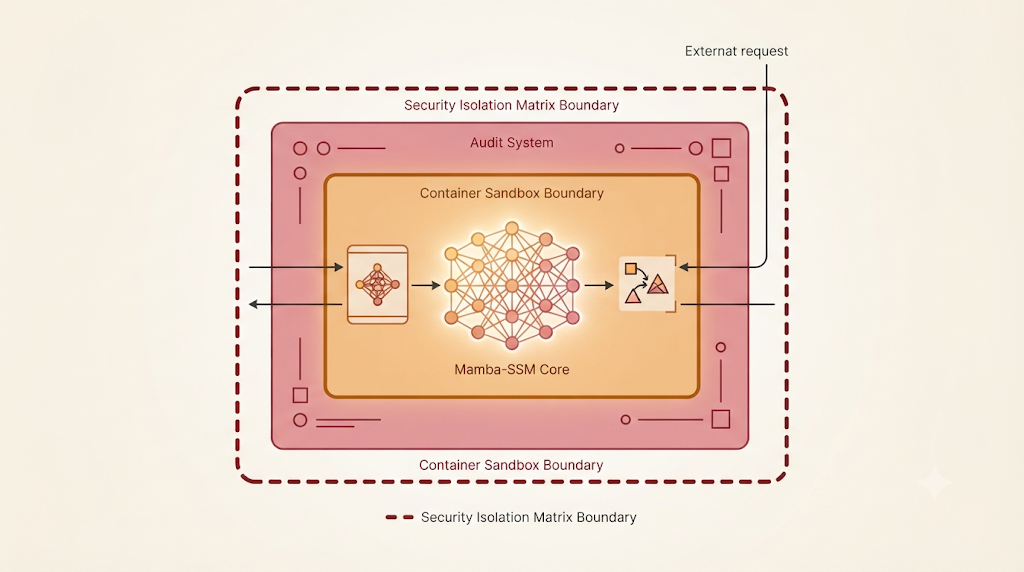 Externat request
Security Isolation Matrix Boundary
Audit System
Container Sandbox Boundary
Mamba-SSM Core
Container Sandbox Boundary
Security Isolation Matrix Boundary